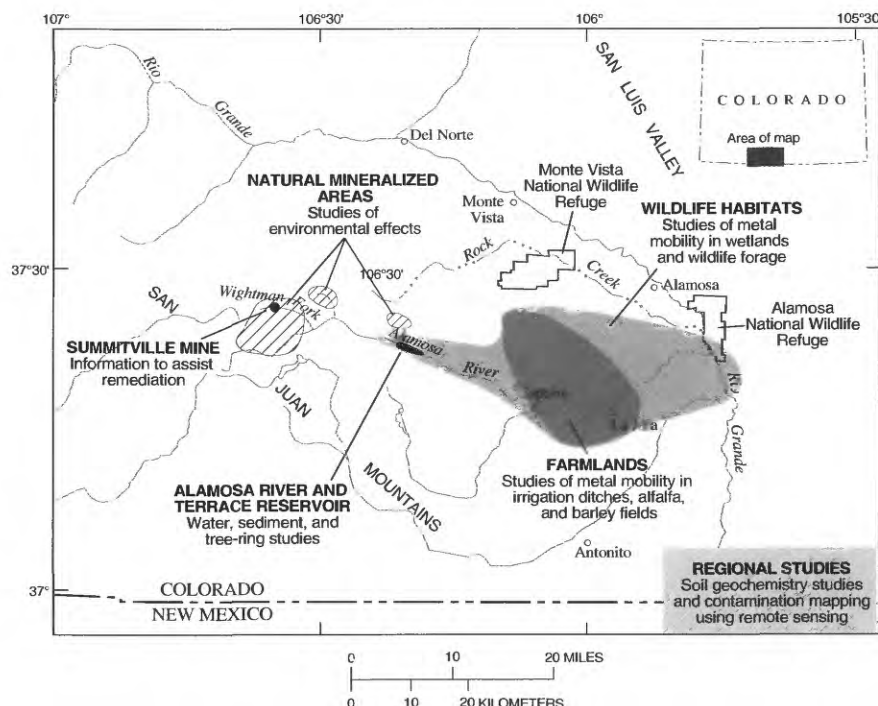 107°
106°30'
106°
105°30'
Rio
Grande
Del Norte
SAN LUIS VALLEY
COLORADO
Area of map
NATURAL MINERALIZED
AREAS
Studies of
environmental effects
Monte Vista
National Wildlife
Refuge
Monte
Vista
WILDLIFE HABITATS
Studies of metal
mobility in wetlands
and wildlife forage
37°30'
106°30'
Rock
Creek
Alamosa
SAN
Wightman Fork
Alamosa
National Wildlife
Refuge
SUMMITVILLE MINE
Information to assist
remediation
Alamosa
River
JUAN
Grande
MOUNTAINS
FARMLANDS
Studies of metal mobility in
irrigation ditches, alfalfa,
and barley fields
ALAMOSA RIVER AND
TERRACE RESERVOIR
Water, sediment, and
tree-ring studies
Antonito
REGIONAL STUDIES
Soil geochemistry studies
and contamination mapping
using remote sensing
37°
COLORADO
NEW MEXICO
0 10 20 MILES
0 10 20 KILOMETERS